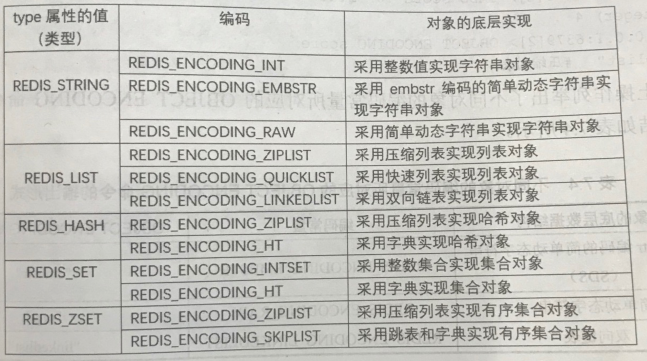 type 属性的值
（类型）
编码
对象的底层实现
REDIS_STRING
REDIS_ENCODING_INT
采用整数值实现字符串对象
REDIS_ENCODING_EMBSTR
采用 embstr 编码的简单动态字符串实
现字符串对象
REDIS_ENCODING_RAW
采用简单动态字符串实现字符串对象
REDIS_LIST
REDIS_ENCODING_ZIPLIST
采用压缩列表实现列表对象
REDIS_ENCODING_QUICKLIST
采用快速列表实现列表对象
REDIS_ENCODING_LINKEDLIST
采用双向链表实现列表对象
REDIS_HASH
REDIS_ENCODING_ZIPLIST
采用压缩列表实现哈希对象
REDIS_ENCODING_HT
采用字典实现哈希对象
REDIS_SET
REDIS_ENCODING_INTSET
采用整数集合实现集合对象
REDIS_ENCODING_HT
采用字典实现集合对象
REDIS_ZSET
REDIS_ENCODING_ZIPLIST
采用压缩列表实现有序集合对象
REDIS_ENCODING_SKIPLIST
采用跳表和字典实现有序集合对象